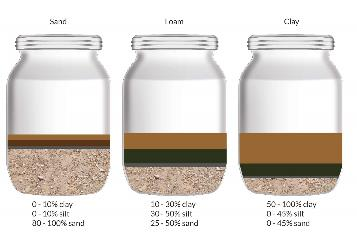 Sand
Loam
Clay
0 - 10% clay
0 - 10% silt
80 - 100% sand
10 - 30% clay
30 - 50% silt
25 - 50% sand
50 - 100% clay
0 - 45% silt
0 - 45% sand